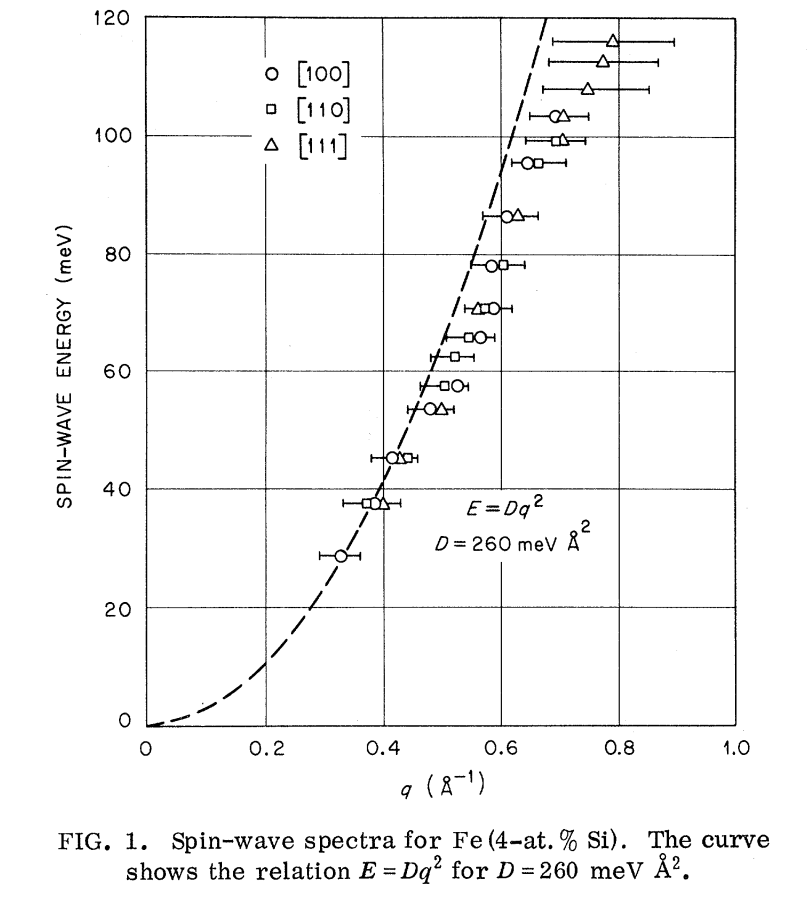 120
100
80
60
40
20
0
SPIN-WAVE ENERGY (meV)
[100]
[110]
[111]
E = Dq²
D = 260 meV Å²
0 0.2 0.4 0.6 0.8 1.0
q (Å⁻¹)
FIG. 1. Spin-wave spectra for Fe(4-at. % Si). The curve
shows the relation E = Dq² for D = 260 meV Å².